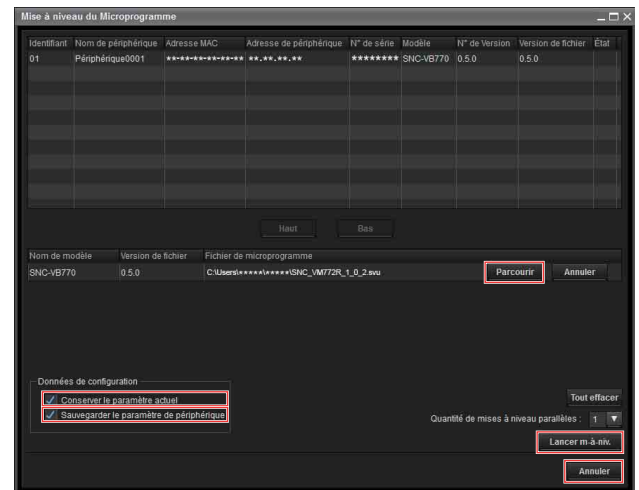 Mise à niveau du Microprogramme
Identifiant Nom de périphérique Adresse MAC Adresse de périphérique N° de série Modèle N° de Version Version de fichier État
01 Périphérique0001 **-**-**-**-**-** **.**.**.** ******** SNC-VB770 0.5.0 0.5.0
Haut Bas
Nom de modèle Version de fichier Fichier de microprogramme
SNC-VB770 0.5.0 C:\Users\*****\*****\SNC_VM772R_1_0_2.svu Parcourir Annuler
Données de configuration
Conserver le paramètre actuel
Tout effacer
Sauvegarder le paramètre de périphérique
Quantité de mises à niveau parallèles : 1
Lancer m-à-niv.
Annuler